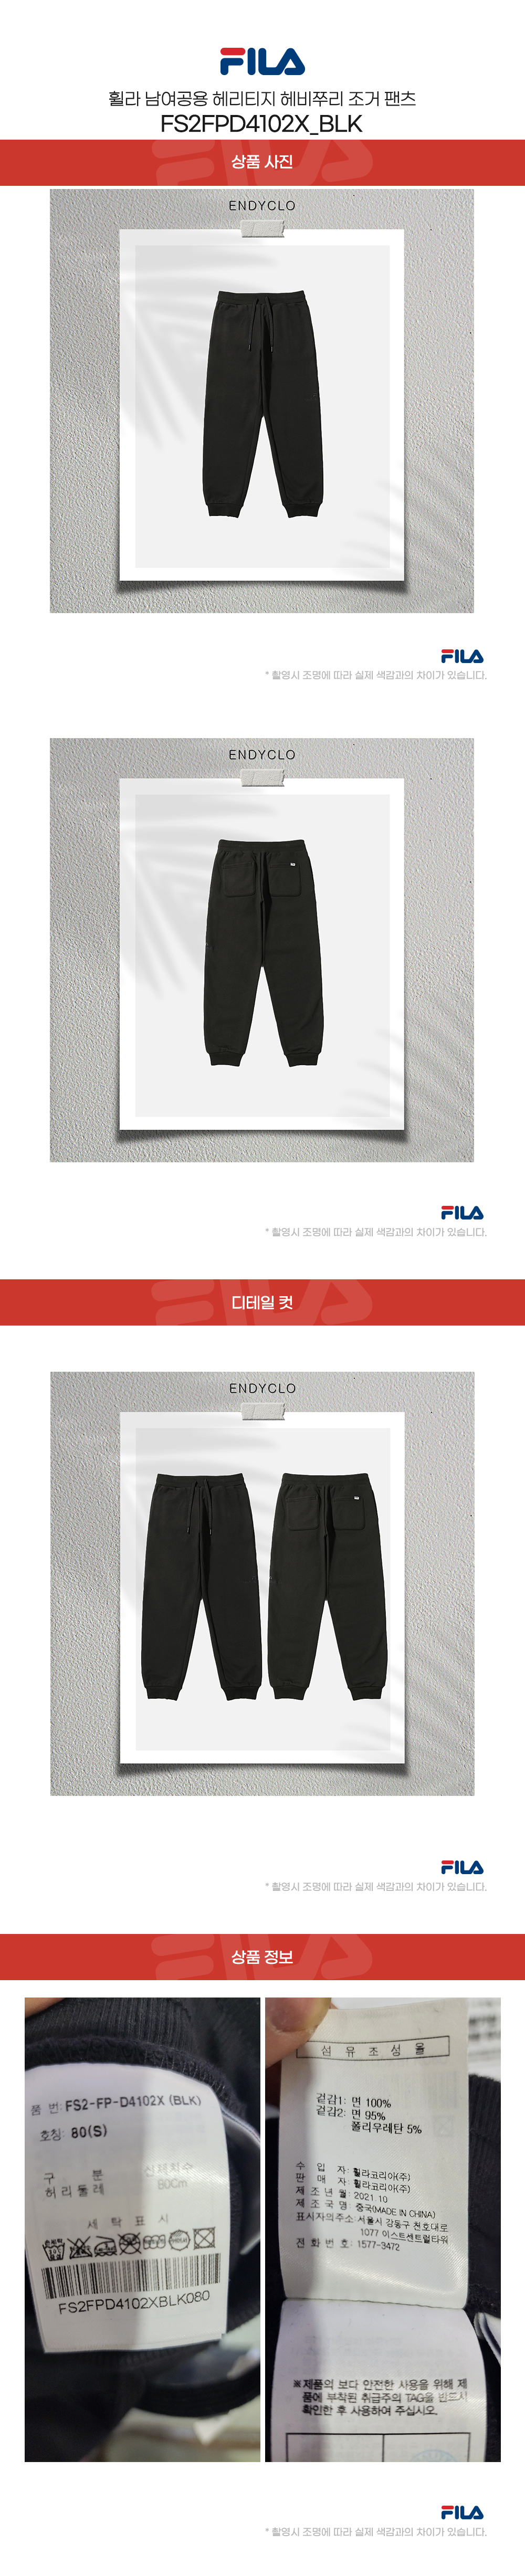 FILA
휠라 남여공용 헤리티지 헤비쭈리 조거 팬츠
FS2FPD4102X_BLK
상품 사진
ENDYCLO
FILA
* 촬영시 조명에 따라 실제 색감과의 차이가 있습니다.
ENDYCLO
FILA
* 촬영시 조명에 따라 실제 색감과의 차이가 있습니다.
디테일 컷
ENDYCLO
FILA
* 촬영시 조명에 따라 실제 색감과의 차이가 있습니다.
상품 정보
품 번: FS2-FP-D4102X (BLK)
호칭: 80(S)
구 분 신체치수
허리둘레 80Cm
세 탁 표 시
FS2FPD4102XBLK080
섬 유 조 성 율
겉감1: 면 100%
겉감2: 면 95%
폴리우레탄 5%
수 입 자: 휠라코리아(주)
판 매 자: 휠라코리아(주)
제 조 년 월: 2021.10
제 조 국 명: 중국(MADE IN CHINA)
표시자의주소: 서울시 강동구 천호대로
1077 이스트센트럴타워
전 화 번 호: 1577-3472
※제품의 보다 안전한 사용을 위해 제
품에 부착된 취급주의 TAG을 반드시
확인한 후 사용하여 주십시오.
FILA
* 촬영시 조명에 따라 실제 색감과의 차이가 있습니다.